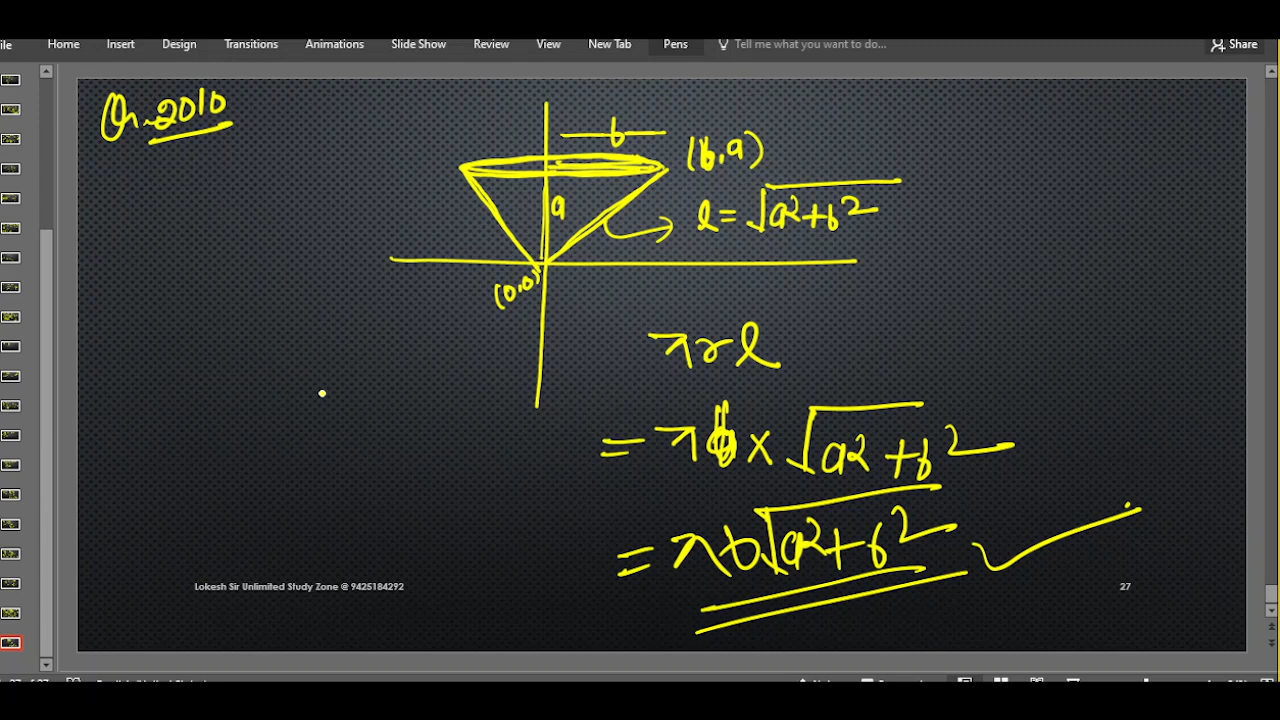 File Home Insert Design Transitions Animations Slide Show Review View New Tab Pens Tell me what you want to do... Share
Qn. 2010
b
(b,a)
a
l = √(a²+b²)
(0,0)
πrl
= πb × √(a²+b²)
= πb√(a²+b²)
Lokesh Sir Unlimited Study Zone @ 9425184292
27